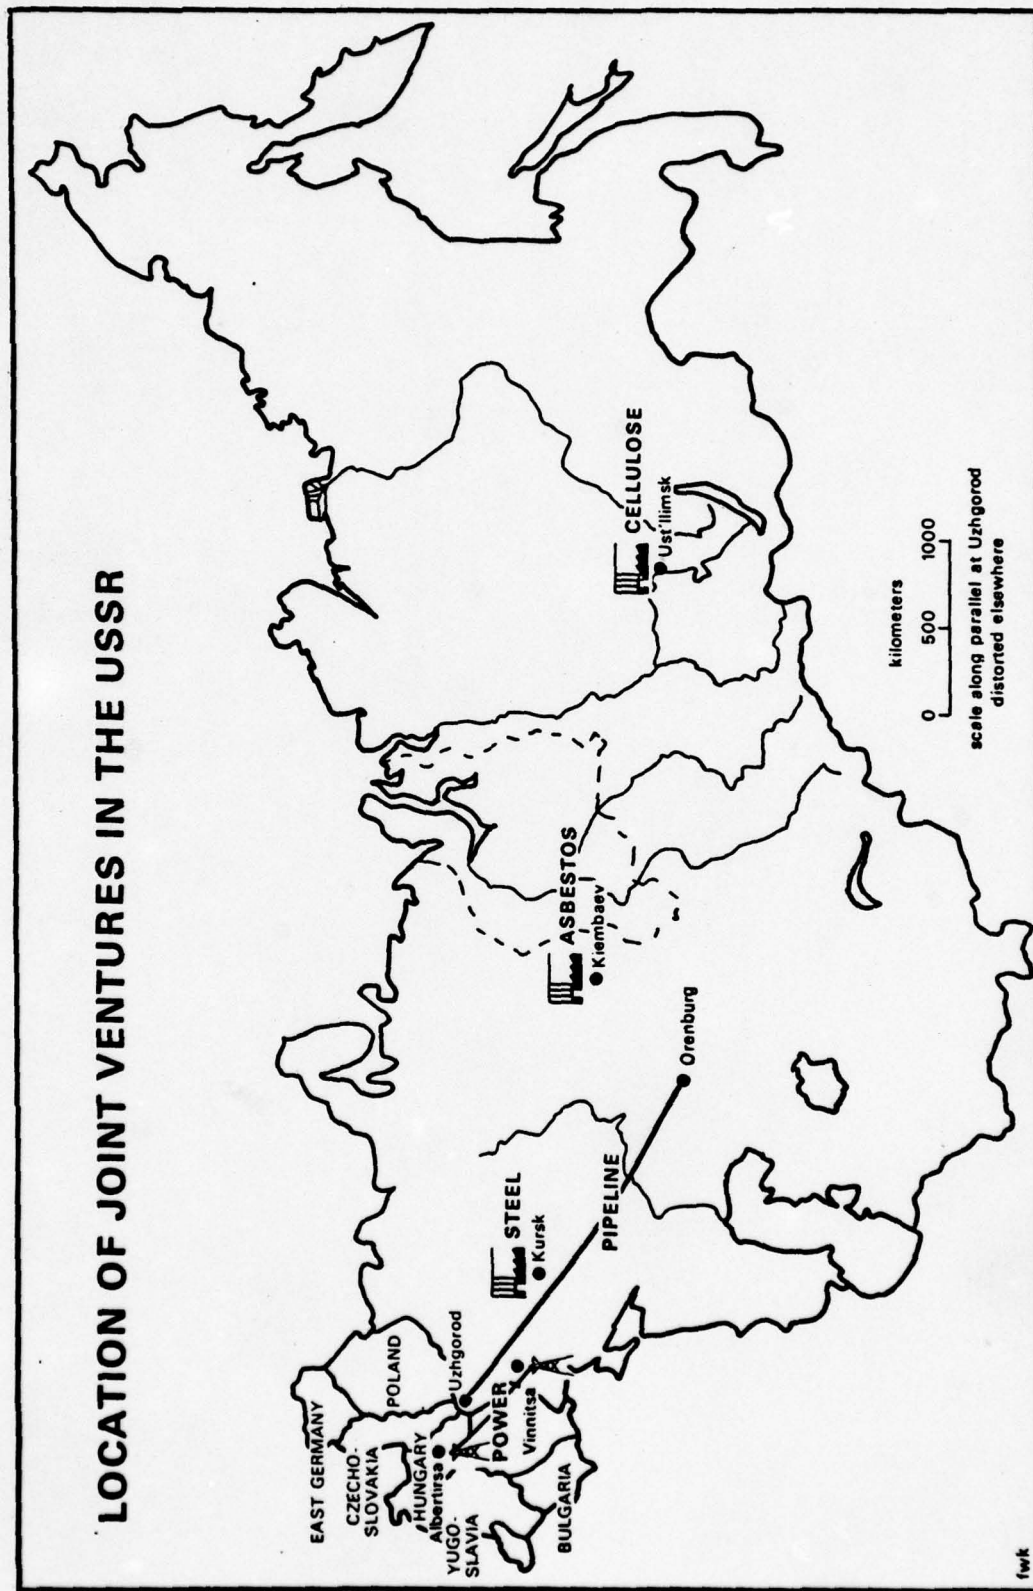 LOCATION OF JOINT VENTURES IN THE USSR
EAST GERMANY
POLAND
CZECHO-
SLOVAKIA
HUNGARY
Albertirsa
YUGO-
SLAVIA
BULGARIA
Uzhgorod
POWER
Vinnitsa
STEEL
Kursk
PIPELINE
Orenburg
ASBESTOS
Kiembaev
CELLULOSE
Ust'Ilimsk
kilometers
0 500 1000
scale along parallel at Uzhgorod
distorted elsewhere
fwk